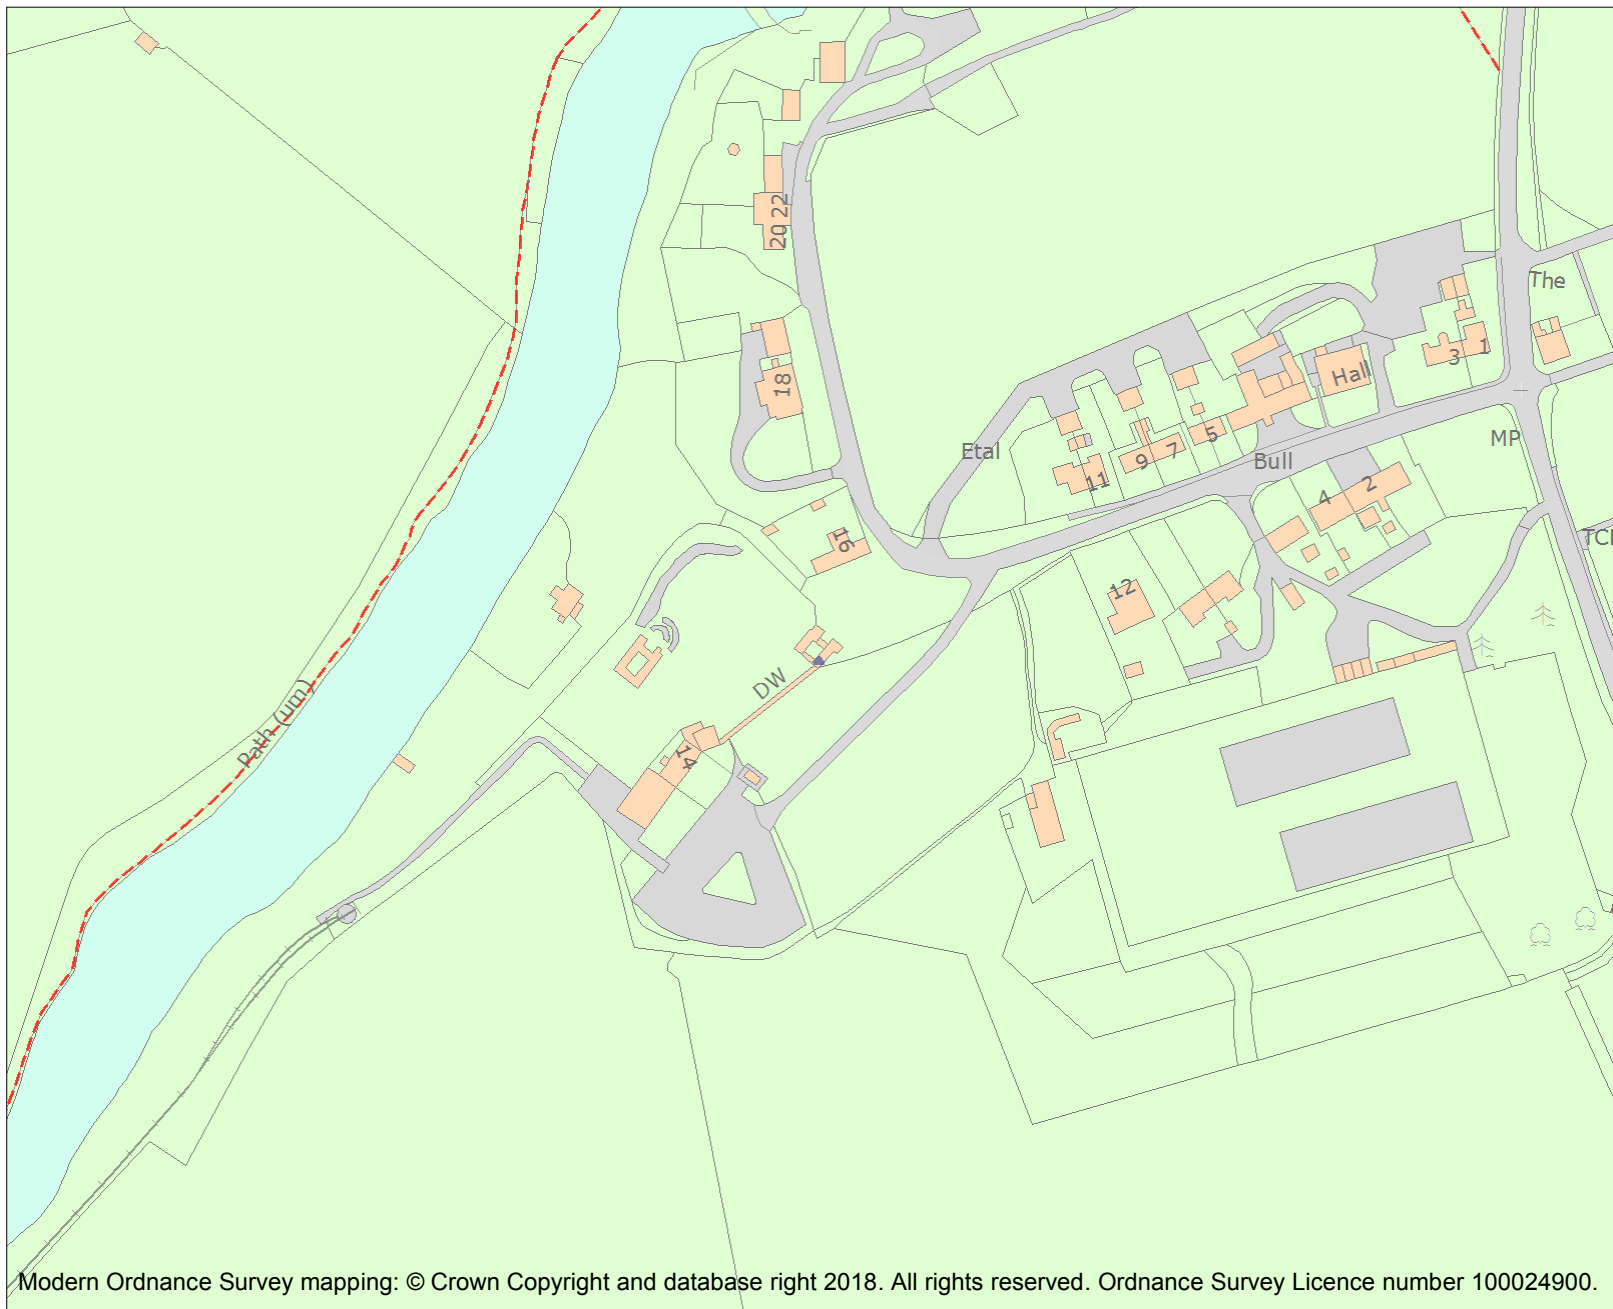 22
20
The
1
3
Hall
18
Etal
MP
5
7
9
Bull
11
2
4
16
12
DW
Path (um)
14
Modern Ordnance Survey mapping: © Crown Copyright and database right 2018. All rights reserved. Ordnance Survey Licence number 100024900.